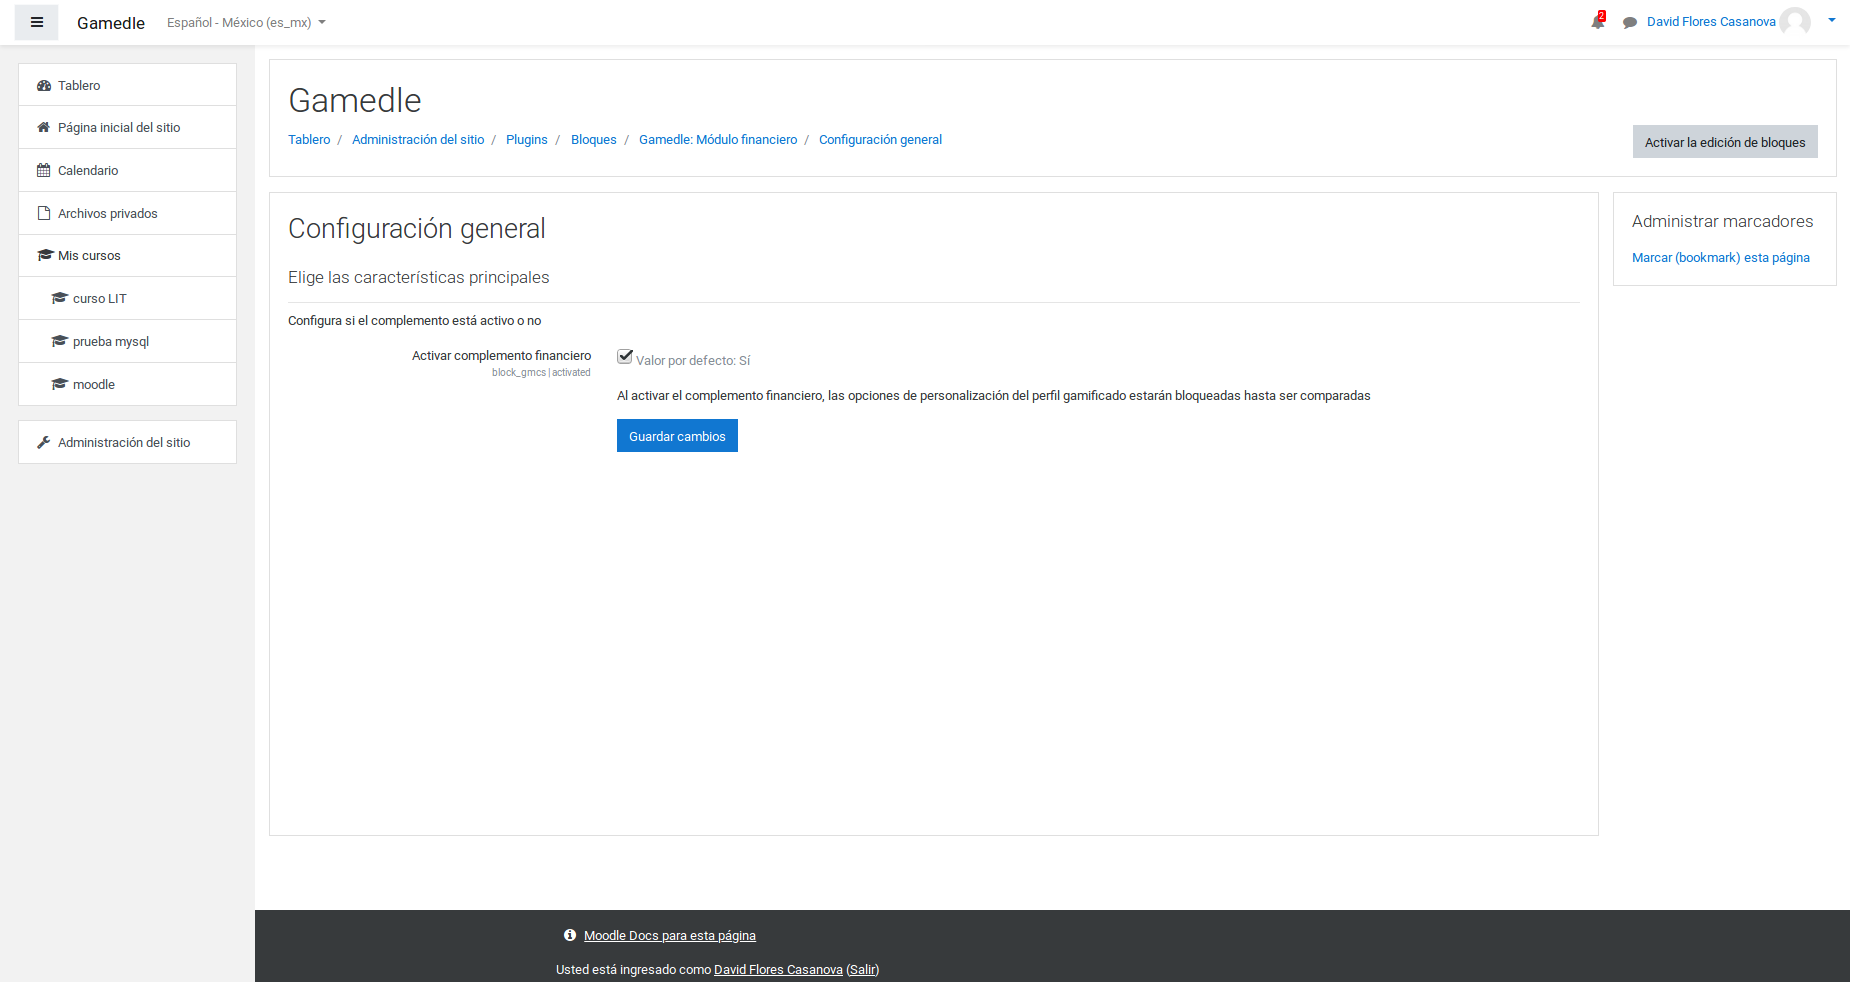 Gamedle Español - México (es_mx) 2 David Flores Casanova
Tablero
Página inicial del sitio
Calendario
Archivos privados
Mis cursos
curso LIT
prueba mysql
moodle
Administración del sitio
Gamedle
Tablero / Administración del sitio / Plugins / Bloques / Gamedle: Módulo financiero / Configuración general
Activar la edición de bloques
Configuración general
Elige las características principales
Configura si el complemento está activo o no
Activar complemento financiero
block_gmcs | activated
Valor por defecto: Sí
Al activar el complemento financiero, las opciones de personalización del perfil gamificado estarán bloqueadas hasta ser comparadas
Guardar cambios
Administrar marcadores
Marcar (bookmark) esta página
Moodle Docs para esta página
Usted está ingresado como David Flores Casanova (Salir)